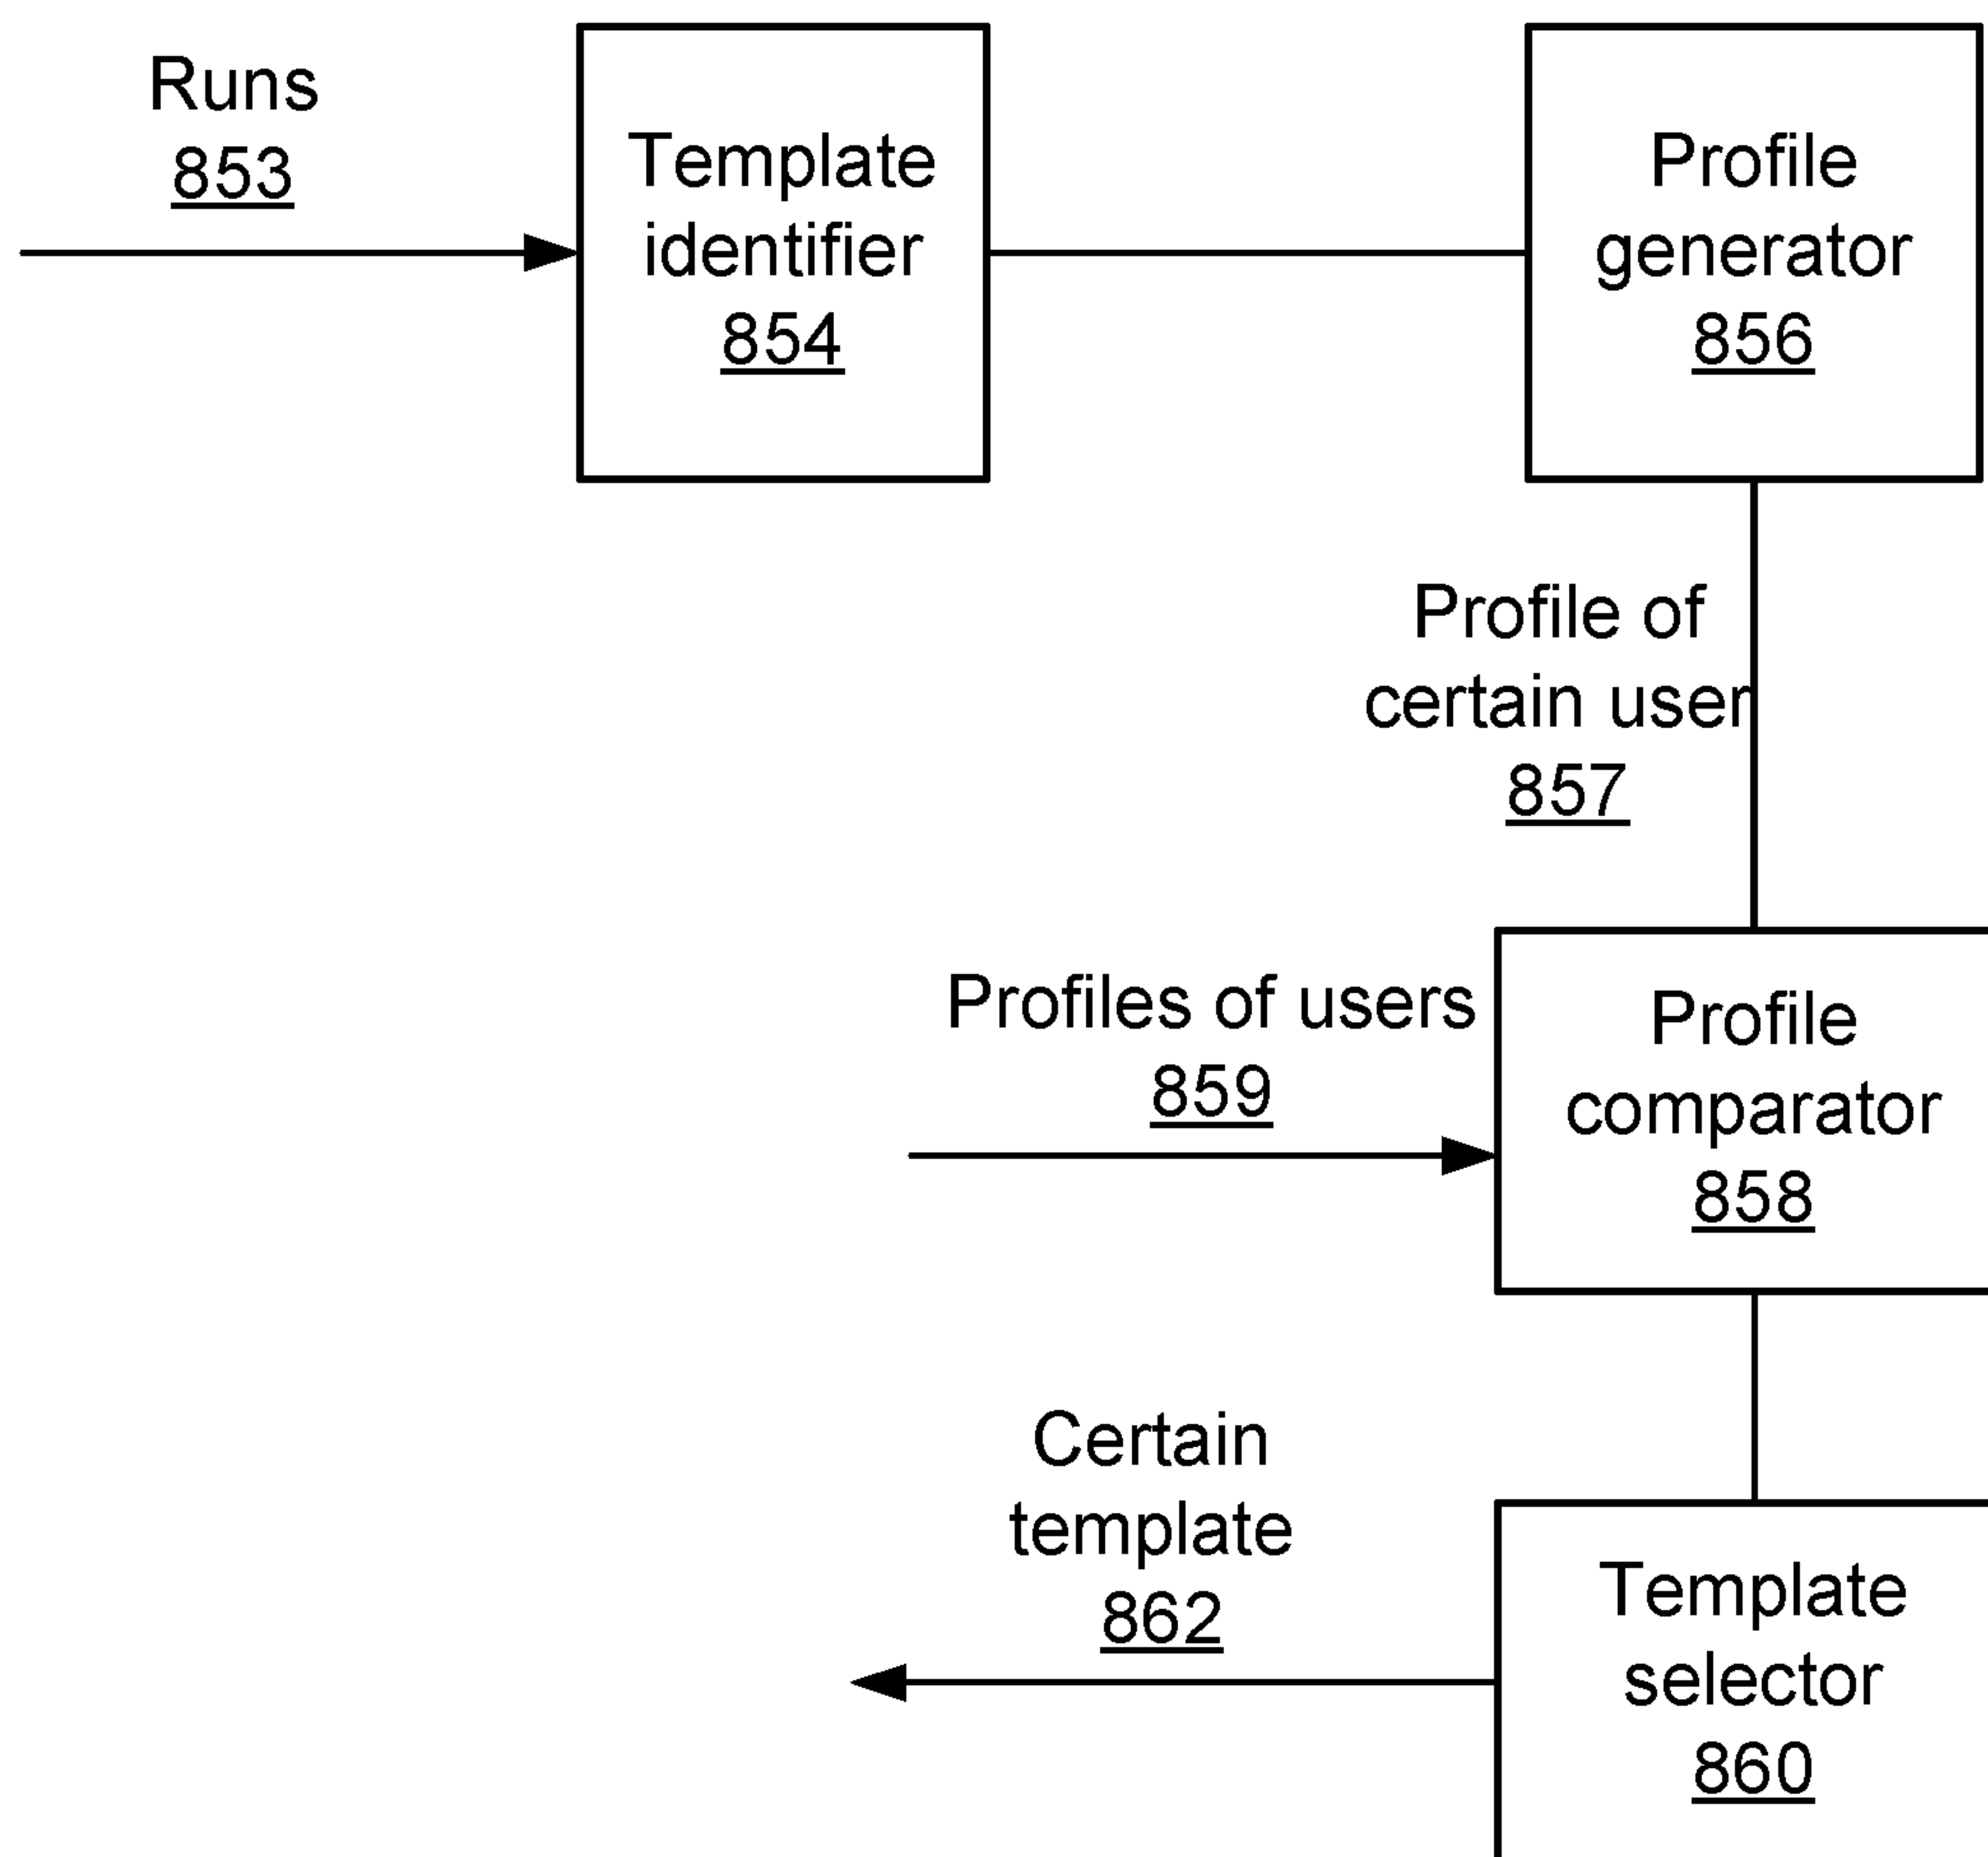 Runs
853
Template
identifier
854
Profile
generator
856
Profile of
certain user
857
Profiles of users
859
Profile
comparator
858
Certain
template
862
Template
selector
860